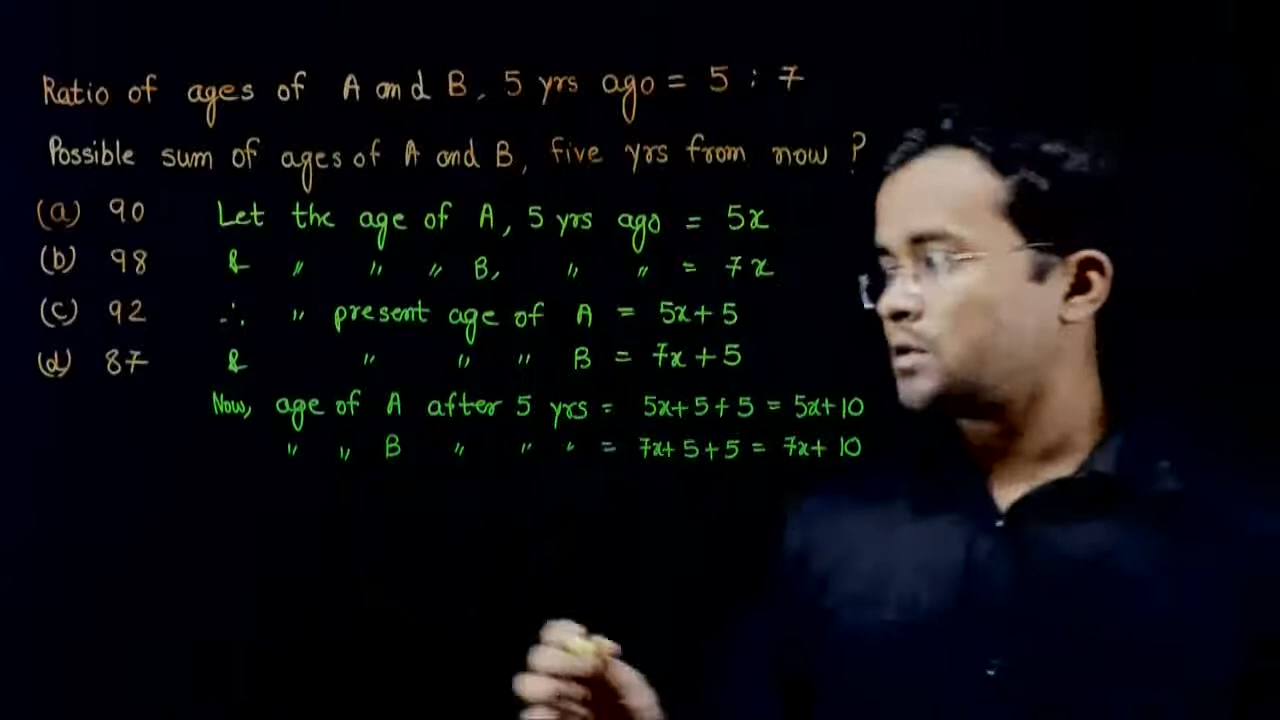 Ratio of ages of A and B, 5 yrs ago = 5 : 7
Possible sum of ages of A and B, five yrs from now ?
(a) 90
(b) 98
(c) 92
(d) 87
Let the age of A, 5 yrs ago = 5x
& " " " B, " " = 7x
∴ " present age of A = 5x+5
& " " " B = 7x+5
Now, age of A after 5 yrs = 5x+5+5 = 5x+10
" " B " " " = 7x+5+5 = 7x+10